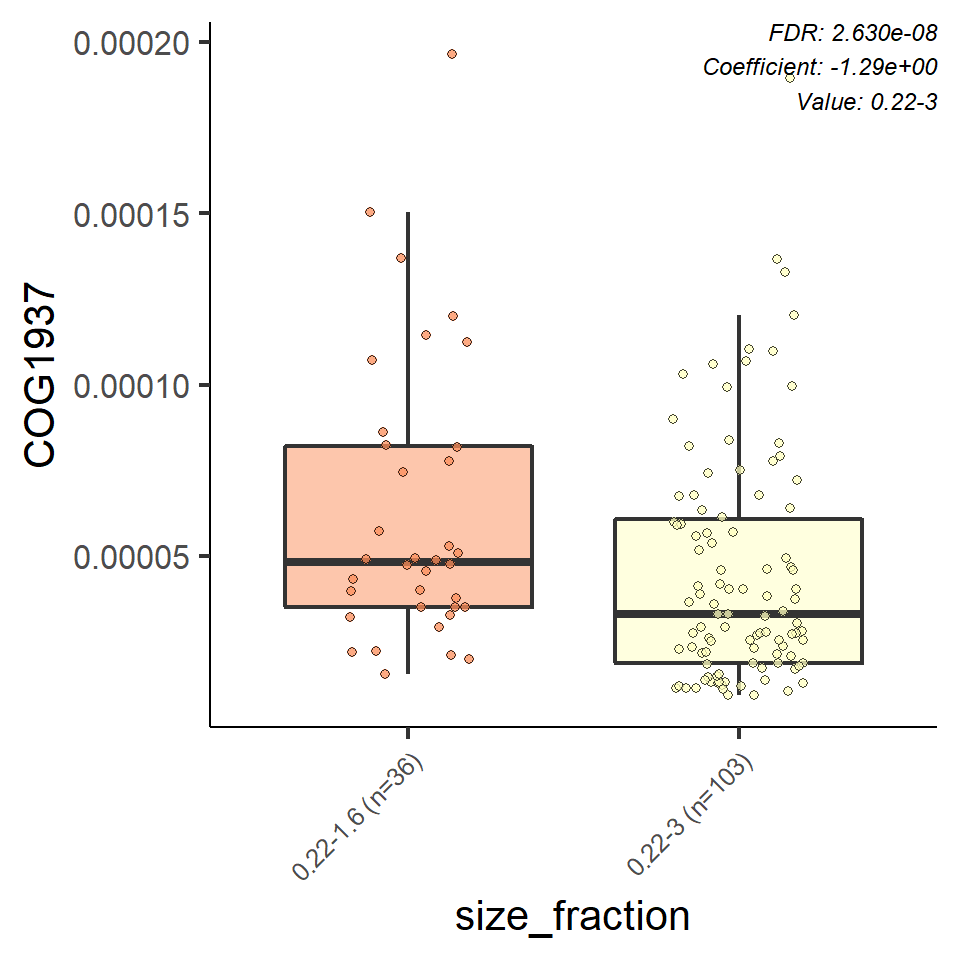 FDR: 2.630e-08
Coefficient: -1.29e+00
Value: 0.22-3
0.00020
0.00015
0.00010
0.00005
COG1937
0.22-1.6 (n=36)
0.22-3 (n=103)
size_fraction